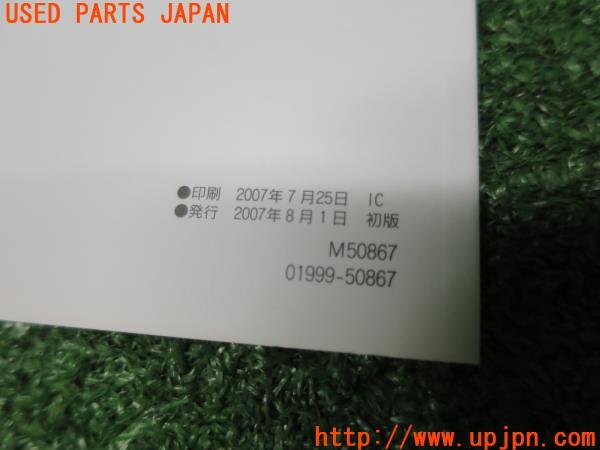 USED PARTS JAPAN
●印刷 2007年7月25日 IC
●発行 2007年8月1日 初版
M50867
01999-50867
http://www.upjpn.com/